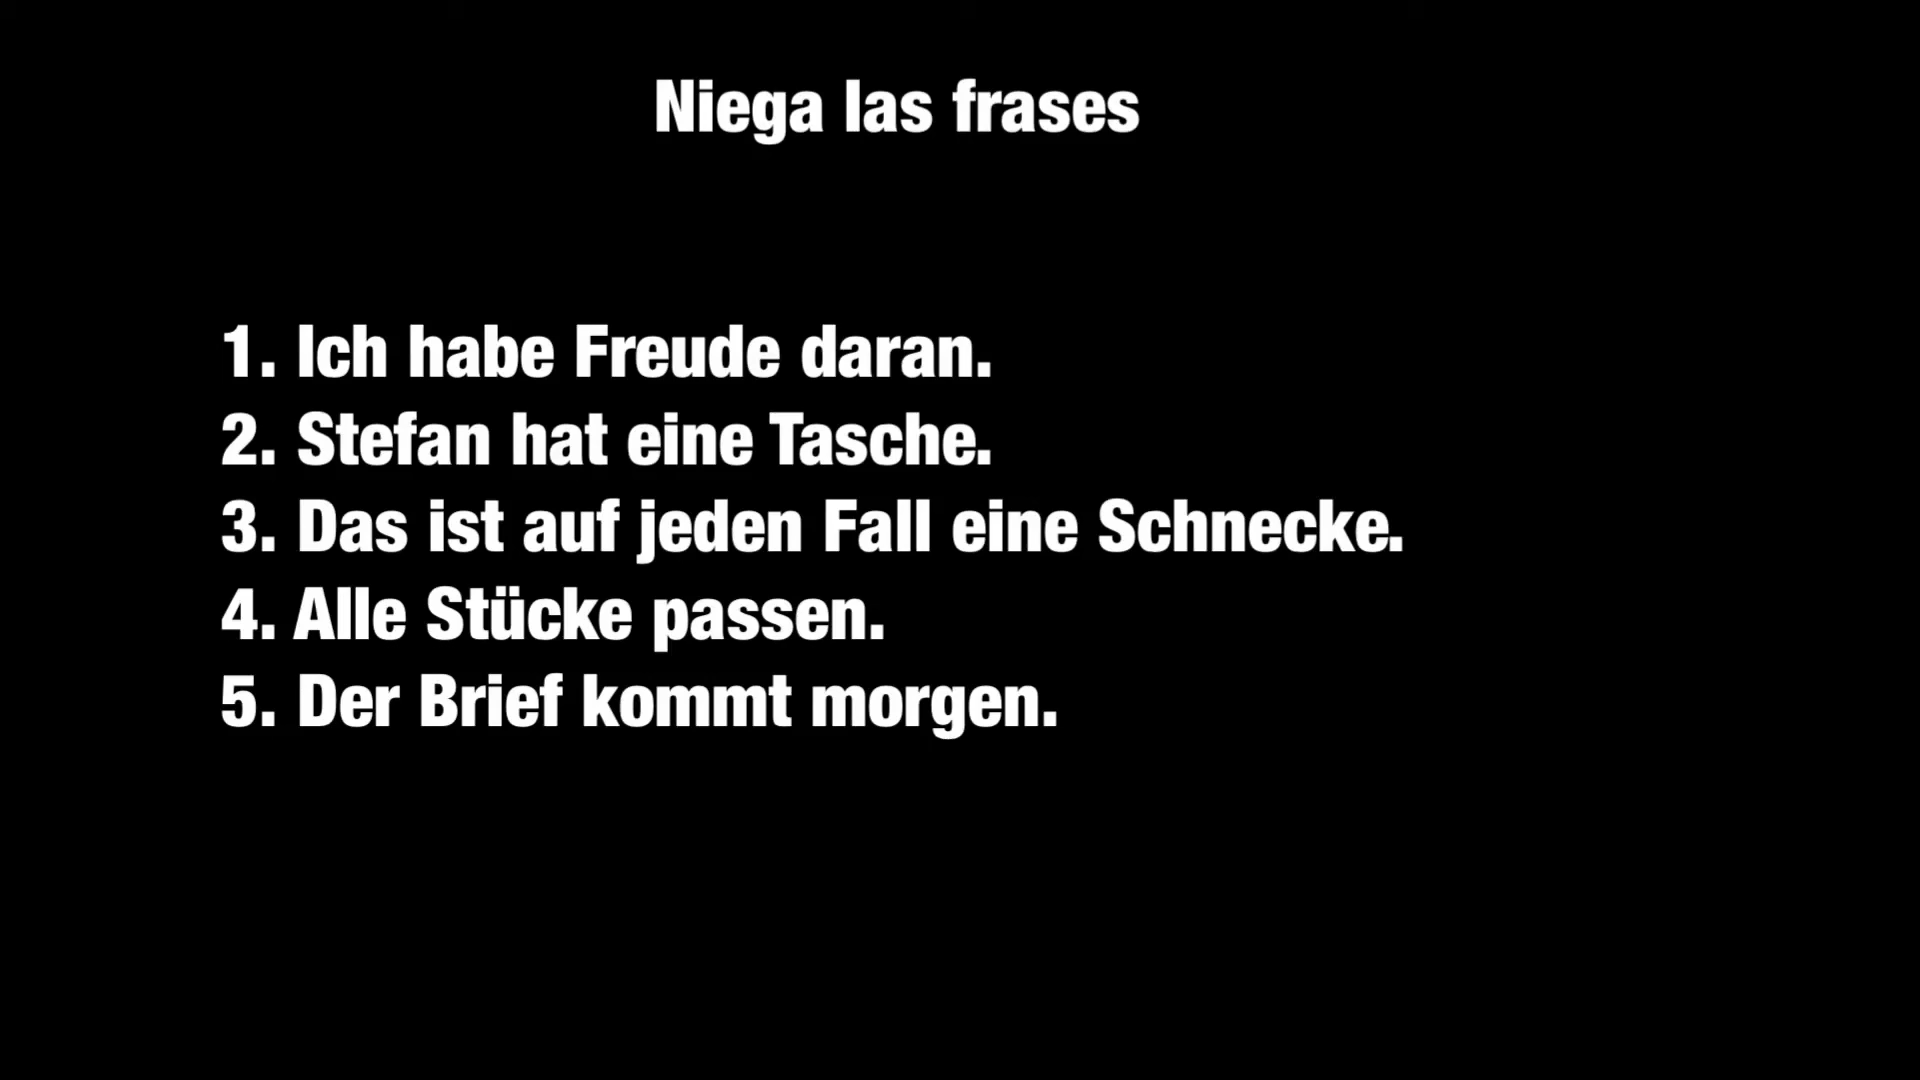 Niega las frases
1. Ich habe Freude daran.
2. Stefan hat eine Tasche.
3. Das ist auf jeden Fall eine Schnecke.
4. Alle Stücke passen.
5. Der Brief kommt morgen.